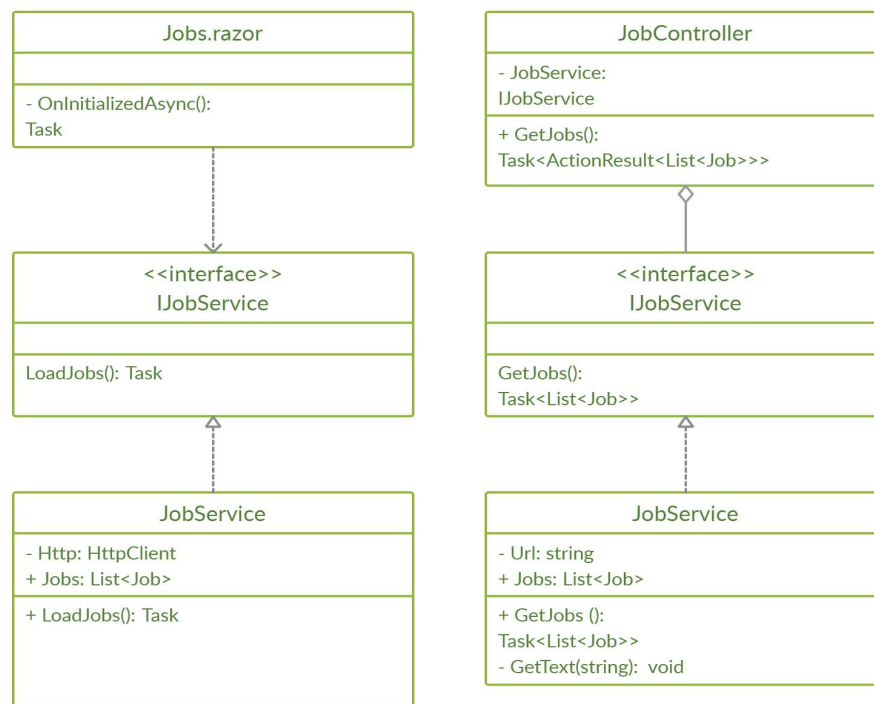 Jobs.razor
- OnInitializedAsync():
Task
<<interface>>
IJobService
LoadJobs(): Task
JobService
- Http: HttpClient
+ Jobs: List<Job>
+ LoadJobs(): Task
JobController
- JobService:
IJobService
+ GetJobs():
Task<ActionResult<List<Job>>>
<<interface>>
IJobService
GetJobs():
Task<List<Job>>
JobService
- Url: string
+ Jobs: List<Job>
+ GetJobs ():
Task<List<Job>>
- GetText(string): void